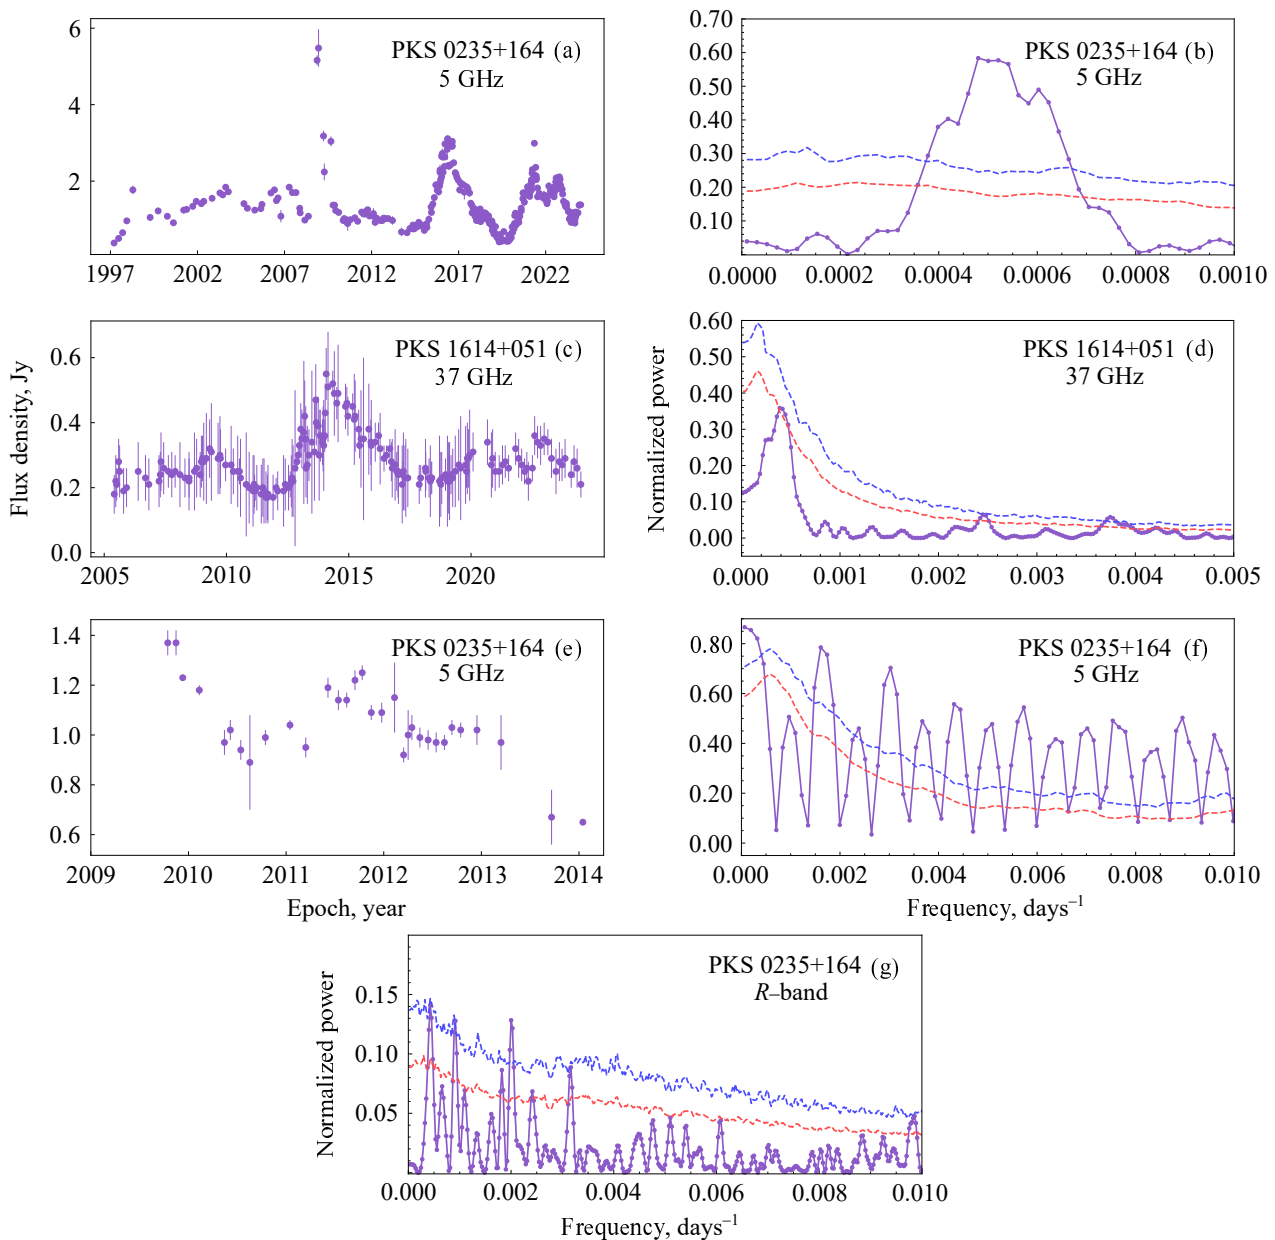 PKS 0235+164 (a)
5 GHz
6
4
2
1997 2002 2007 2012 2017 2022
PKS 0235+164 (b)
5 GHz
0.70
0.60
0.50
0.40
0.30
0.20
0.10
0.0000 0.0002 0.0004 0.0006 0.0008 0.0010
Flux density, Jy
PKS 1614+051 (c)
37 GHz
0.6
0.4
0.2
0.0
2005 2010 2015 2020
Normalized power
PKS 1614+051 (d)
37 GHz
0.60
0.50
0.40
0.30
0.20
0.10
0.00
0.000 0.001 0.002 0.003 0.004 0.005
PKS 0235+164 (e)
5 GHz
1.4
1.2
1.0
0.8
0.6
2009 2010 2011 2012 2013 2014
Epoch, year
PKS 0235+164 (f)
5 GHz
0.80
0.60
0.40
0.20
0.00
0.000 0.002 0.004 0.006 0.008 0.010
Frequency, days⁻¹
Normalized power
PKS 0235+164 (g)
R–band
0.15
0.10
0.05
0.000 0.002 0.004 0.006 0.008 0.010
Frequency, days⁻¹